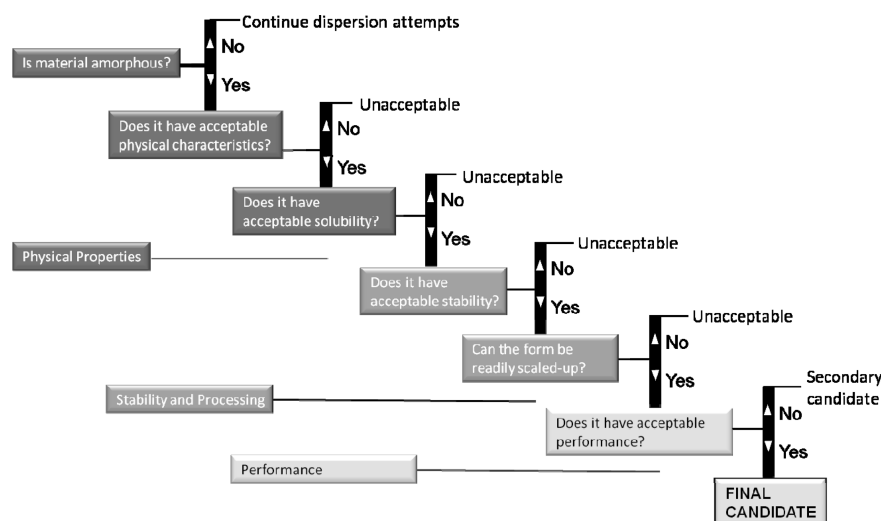 Continue dispersion attempts
No
Is material amorphous?
Yes
Unacceptable
Does it have acceptable
physical characteristics?
No
Yes
Unacceptable
Does it have
acceptable solubility?
No
Yes
Unacceptable
Physical Properties
No
Does it have
acceptable stability?
Yes
Unacceptable
No
Can the form be
readily scaled-up?
Yes
Secondary
candidate
Stability and Processing
No
Does it have acceptable
performance?
Yes
Performance
FINAL
CANDIDATE